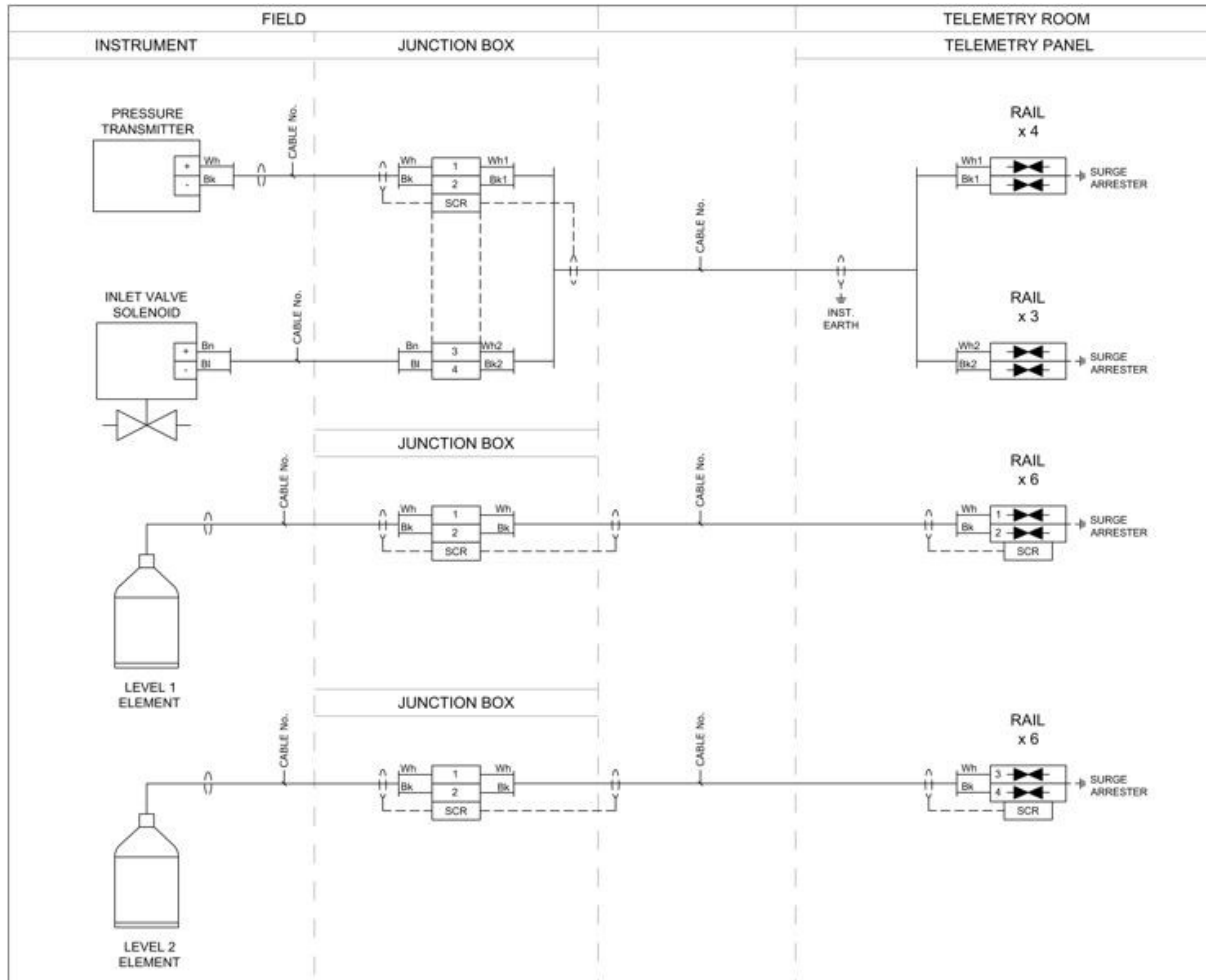 FIELD
TELEMETRY ROOM
INSTRUMENT
JUNCTION BOX
TELEMETRY PANEL
PRESSURE
TRANSMITTER
+
-
Wh
Bk
CABLE No.
Wh
Bk
1
2
SCR
Wh1
Bk1
CABLE No.
RAIL
x 4
Wh1
Bk1
SURGE
ARRESTER
INLET VALVE
SOLENOID
+
-
Bn
Bl
CABLE No.
Bn
Bl
3
4
Wh2
Bk2
INST.
EARTH
RAIL
x 3
Wh2
Bk2
SURGE
ARRESTER
JUNCTION BOX
CABLE No.
Wh
Bk
1
2
SCR
Wh
Bk
CABLE No.
RAIL
x 6
Wh
Bk
1
2
SCR
SURGE
ARRESTER
LEVEL 1
ELEMENT
JUNCTION BOX
CABLE No.
Wh
Bk
1
2
SCR
Wh
Bk
CABLE No.
RAIL
x 6
Wh
Bk
3
4
SCR
SURGE
ARRESTER
LEVEL 2
ELEMENT